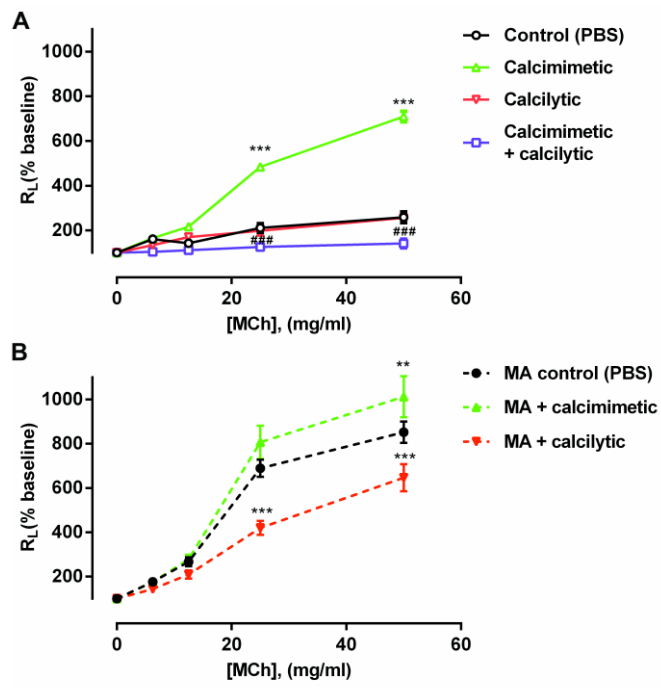 A
1000
800
600
400
200
R_L(% baseline)
***
***
###
###
0
20
40
60
[MCh], (mg/ml)
Control (PBS)
Calcimimetic
Calcilytic
Calcimimetic
+ calcilytic
B
1000
800
600
400
200
R_L(% baseline)
**
***
***
0
20
40
60
[MCh], (mg/ml)
MA control (PBS)
MA + calcimimetic
MA + calcilytic